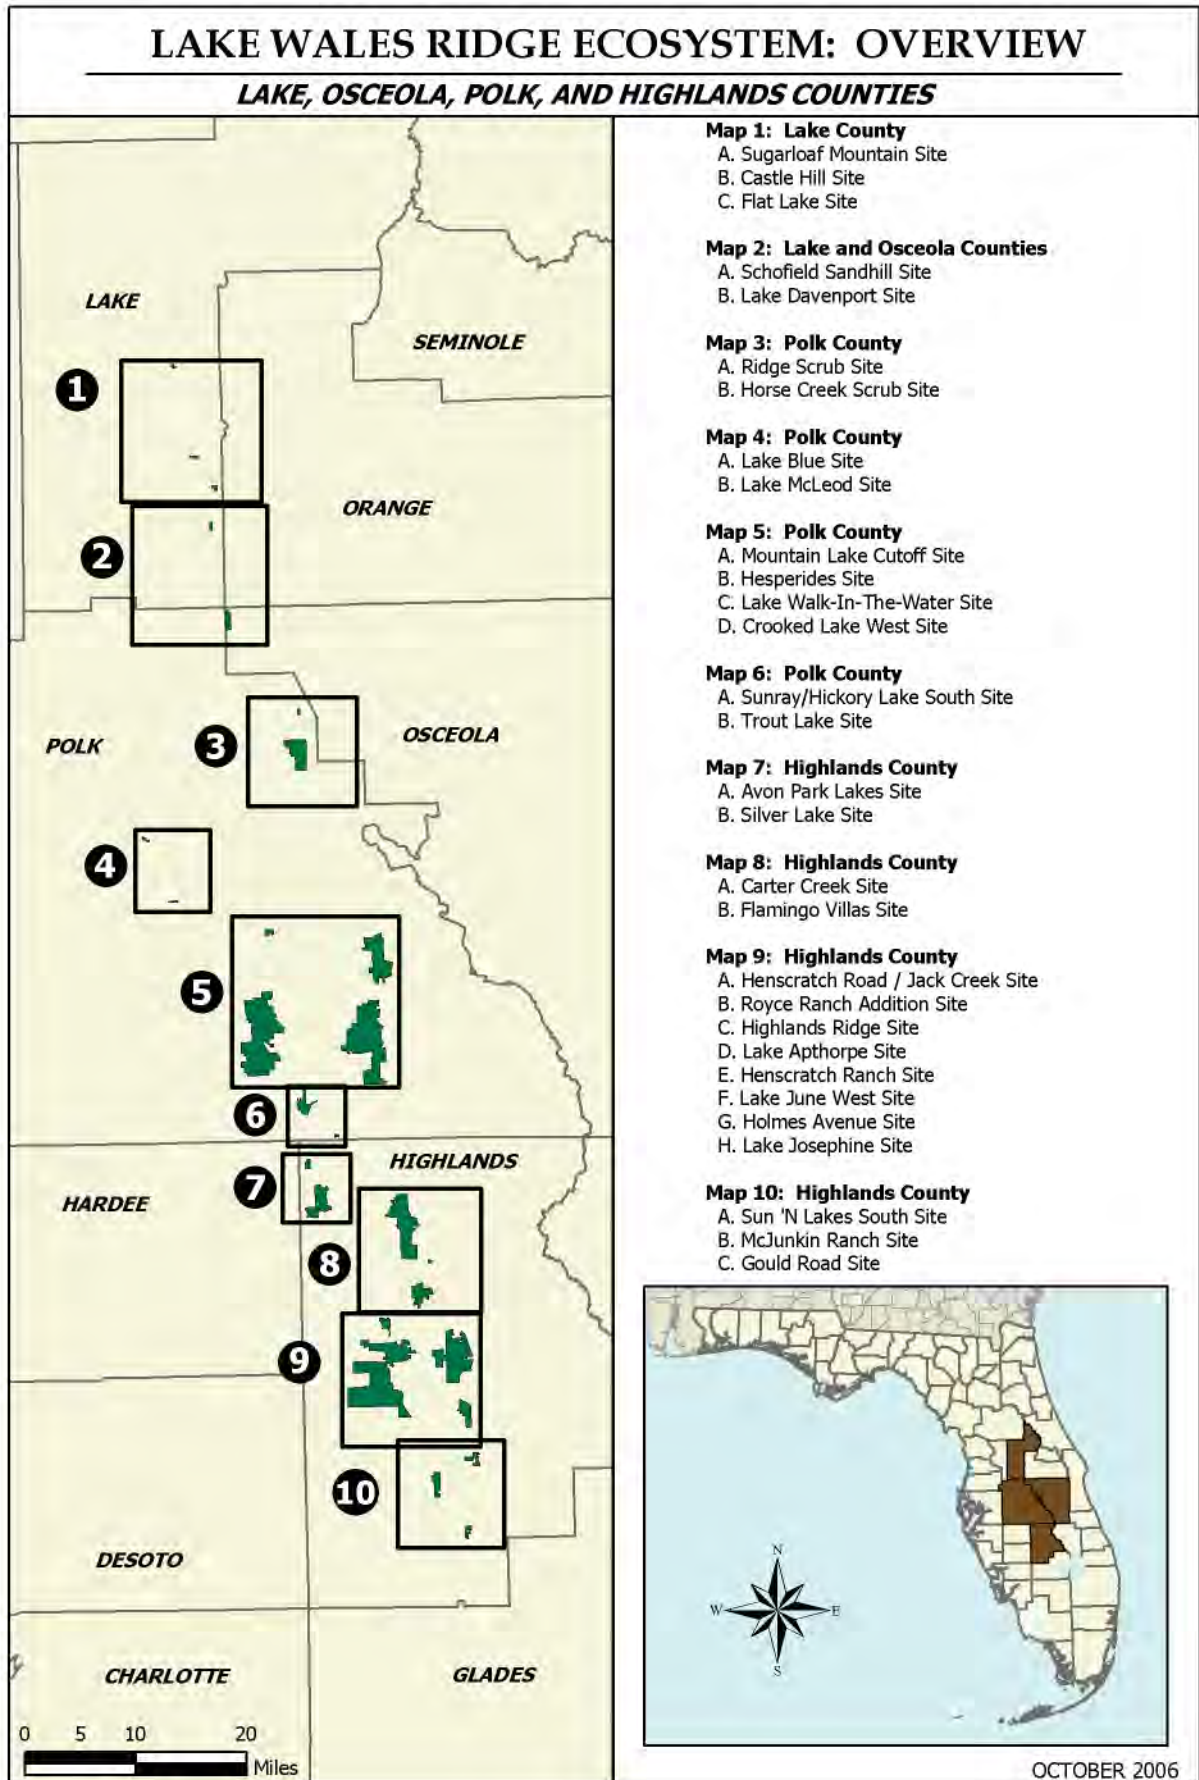 LAKE WALES RIDGE ECOSYSTEM: OVERVIEW
LAKE, OSCEOLA, POLK, AND HIGHLANDS COUNTIES
LAKE
SEMINOLE
1
ORANGE
2
POLK
3
OSCEOLA
4
5
6
HIGHLANDS
7
HARDEE
8
9
10
DESOTO
CHARLOTTE
GLADES
0 5 10 20
Miles
Map 1: Lake County
A. Sugarloaf Mountain Site
B. Castle Hill Site
C. Flat Lake Site
Map 2: Lake and Osceola Counties
A. Schofield Sandhill Site
B. Lake Davenport Site
Map 3: Polk County
A. Ridge Scrub Site
B. Horse Creek Scrub Site
Map 4: Polk County
A. Lake Blue Site
B. Lake McLeod Site
Map 5: Polk County
A. Mountain Lake Cutoff Site
B. Hesperides Site
C. Lake Walk-In-The-Water Site
D. Crooked Lake West Site
Map 6: Polk County
A. Sunray/Hickory Lake South Site
B. Trout Lake Site
Map 7: Highlands County
A. Avon Park Lakes Site
B. Silver Lake Site
Map 8: Highlands County
A. Carter Creek Site
B. Flamingo Villas Site
Map 9: Highlands County
A. Henscratch Road / Jack Creek Site
B. Royce Ranch Addition Site
C. Highlands Ridge Site
D. Lake Apthorpe Site
E. Henscratch Ranch Site
F. Lake June West Site
G. Holmes Avenue Site
H. Lake Josephine Site
Map 10: Highlands County
A. Sun 'N Lakes South Site
B. McJunkin Ranch Site
C. Gould Road Site
N
W E
S
OCTOBER 2006